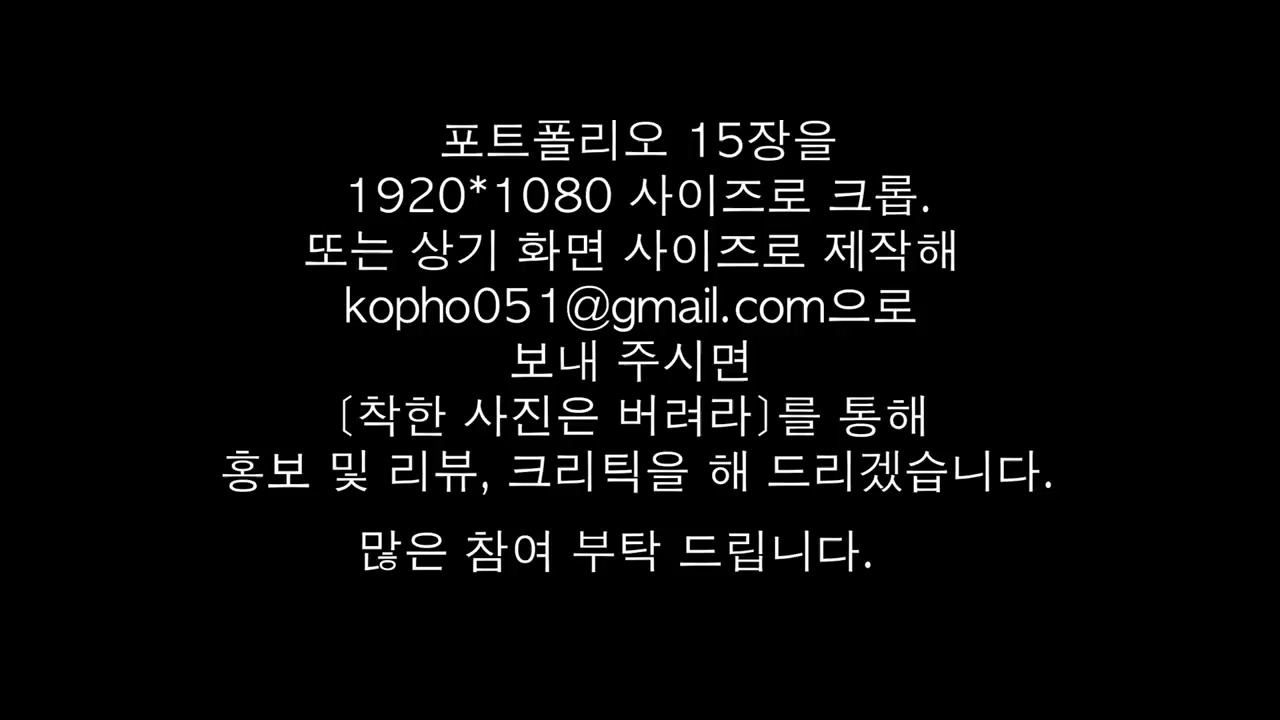 포트폴리오 15장을
1920*1080 사이즈로 크롭.
또는 상기 화면 사이즈로 제작해
kopho051@gmail.com으로
보내 주시면
〔착한 사진은 버려라〕를 통해
홍보 및 리뷰, 크리틱을 해 드리겠습니다.
많은 참여 부탁 드립니다.